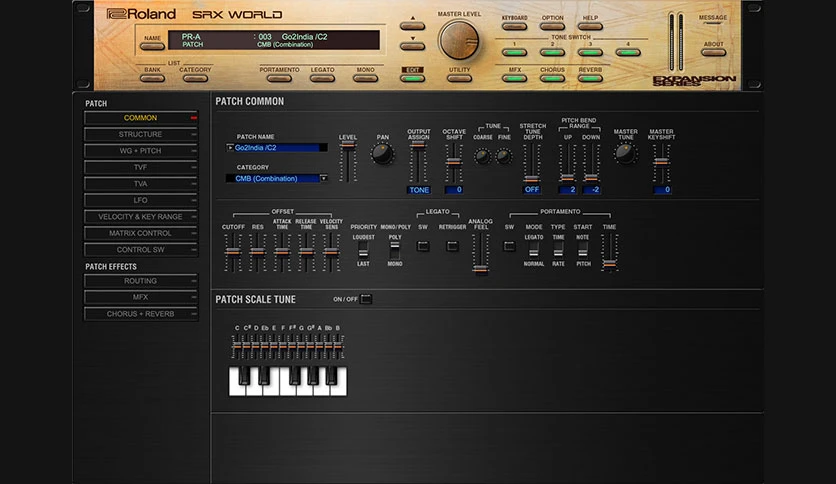 Roland SRX WORLD
MASTER LEVEL
KEYBOARD OPTION HELP
MESSAGE
NAME
PR-A : 003 Go2India /C2
PATCH CMB (Combination)
TONE SWITCH
1 2 3 4
ABOUT
LIST
BANK CATEGORY PORTAMENTO LEGATO MONO EDIT UTILITY MFX CHORUS REVERB
EXPANSION
SERIES
PATCH
COMMON
STRUCTURE
WG + PITCH
TVF
TVA
LFO
VELOCITY & KEY RANGE
MATRIX CONTROL
CONTROL SW
PATCH EFFECTS
ROUTING
MFX
CHORUS + REVERB
PATCH COMMON
PATCH NAME
Go2India /C2
CATEGORY
CMB (Combination)
LEVEL
PAN
OUTPUT
ASSIGN
TONE
OCTAVE
SHIFT
0
TUNE
COARSE FINE
STRETCH
TUNE
DEPTH
OFF
PITCH BEND
RANGE
UP DOWN
2 -2
MASTER
TUNE
MASTER
KEYSHIFT
0
OFFSET
CUTOFF RES ATTACK TIME RELEASE TIME VELOCITY SENS
PRIORITY
LOUDEST
LAST
MONO/POLY
POLY
MONO
LEGATO
SW RETRIGGER
ANALOG
FEEL
PORTAMENTO
SW MODE TYPE START TIME
LEGATO TIME NOTE
NORMAL RATE PITCH
PATCH SCALE TUNE
ON / OFF
C C# D Eb E F F# G G# A Bb B